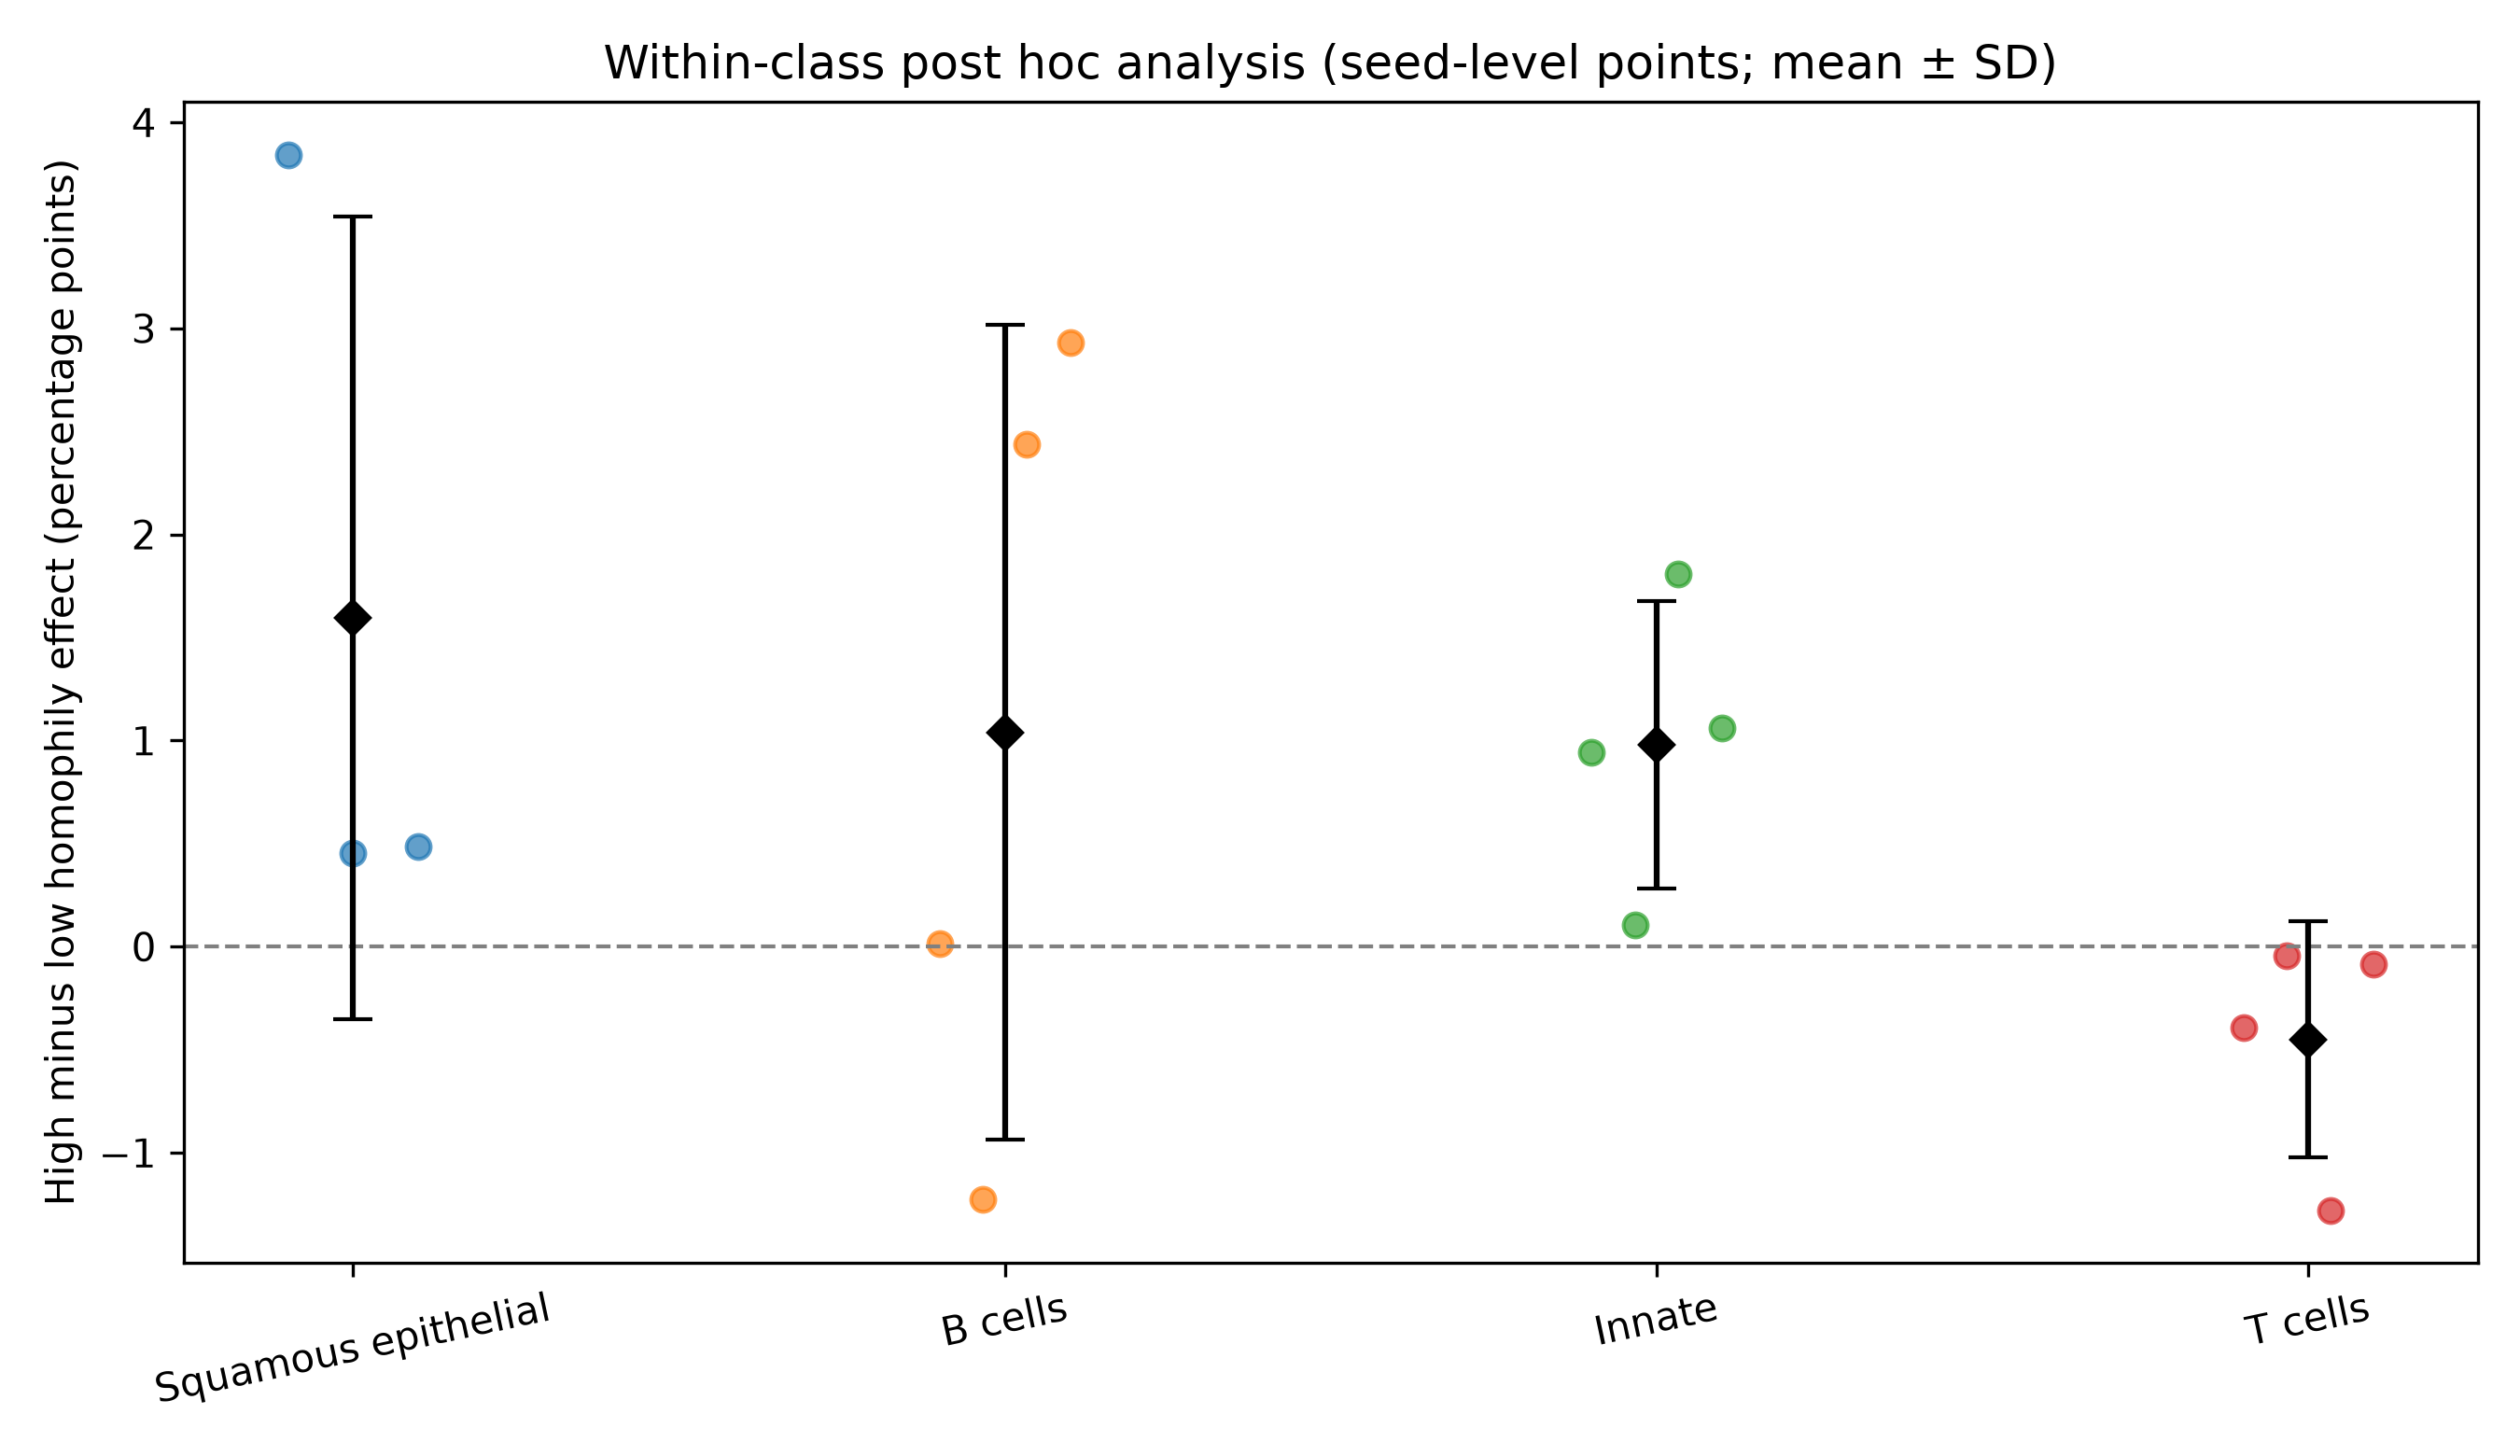 Within-class post hoc analysis (seed-level points; mean ± SD)
High minus low homophily effect (percentage points)
4
3
2
1
0
−1
Squamous epithelial
B cells
Innate
T cells